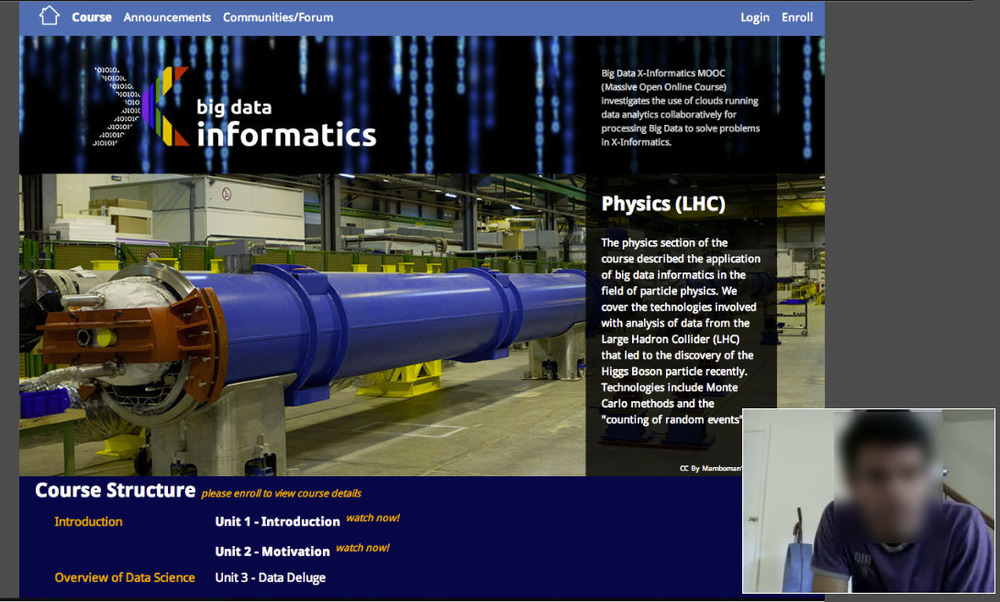 Course Announcements Communities/Forum Login Enroll
big data
informatics
Big Data X-Informatics MOOC
(Massive Open Online Course)
investigates the use of clouds running
data analytics collaboratively for
processing Big Data to solve problems
in X-Informatics.
Physics (LHC)
The physics section of the
course described the application
of big data informatics in the
field of particle physics. We
cover the technologies involved
with analysis of data from the
Large Hadron Collider (LHC)
that led to the discovery of the
Higgs Boson particle recently.
Technologies include Monte
Carlo methods and the
"counting of random events"
CC By Mamboman
Course Structure please enroll to view course details
Introduction Unit 1 - Introduction watch now!
Unit 2 - Motivation watch now!
Overview of Data Science Unit 3 - Data Deluge